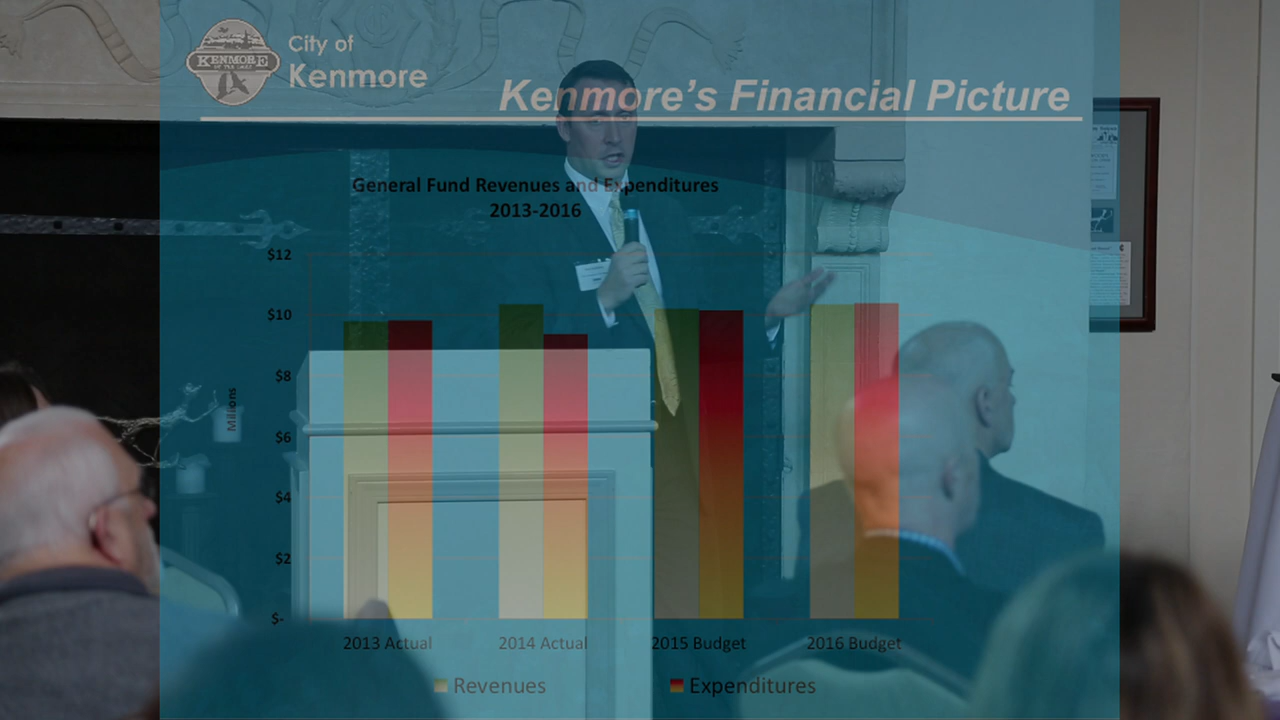 KENMORE
City of
Kenmore
Kenmore's Financial Picture
General Fund Revenues and Expenditures
2013-2016
$12
$10
$8
$6
$4
$2
$-
Millions
2013 Actual
2014 Actual
2015 Budget
2016 Budget
Revenues
Expenditures